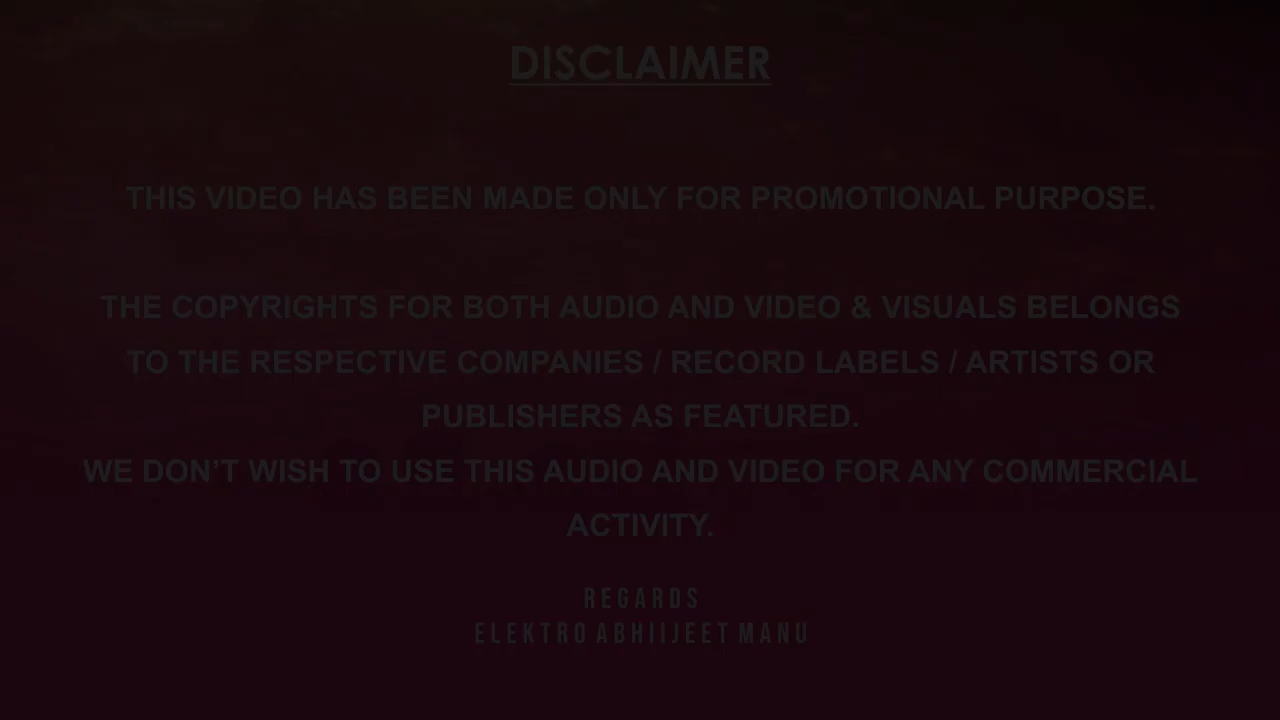 DISCLAIMER
THIS VIDEO HAS BEEN MADE ONLY FOR PROMOTIONAL PURPOSE.
THE COPYRIGHTS FOR BOTH AUDIO AND VIDEO & VISUALS BELONGS
TO THE RESPECTIVE COMPANIES / RECORD LABELS / ARTISTS OR
PUBLISHERS AS FEATURED.
WE DON’T WISH TO USE THIS AUDIO AND VIDEO FOR ANY COMMERCIAL
ACTIVITY.
REGARDS
ELEKTRO ABHIIJEET MANU